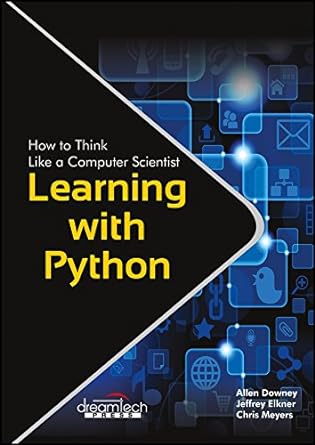 How to Think
Like a Computer Scientist
Learning
with
Python
Allen Downey
Jeffrey Elkner
Chris Meyers
dreamtech
PRESS